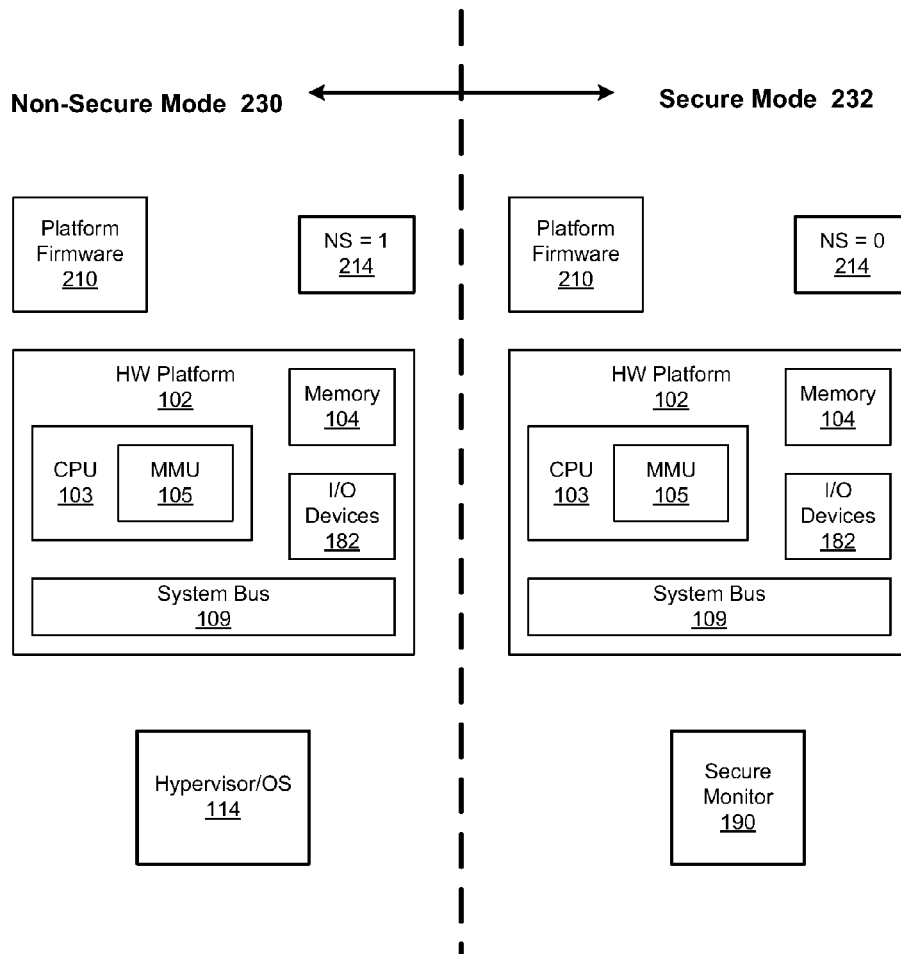 Non-Secure Mode 230
Secure Mode 232
Platform
Firmware
210
NS = 1
214
Platform
Firmware
210
NS = 0
214
HW Platform
102
Memory
104
CPU
103
MMU
105
I/O
Devices
182
System Bus
109
HW Platform
102
Memory
104
CPU
103
MMU
105
I/O
Devices
182
System Bus
109
Hypervisor/OS
114
Secure
Monitor
190